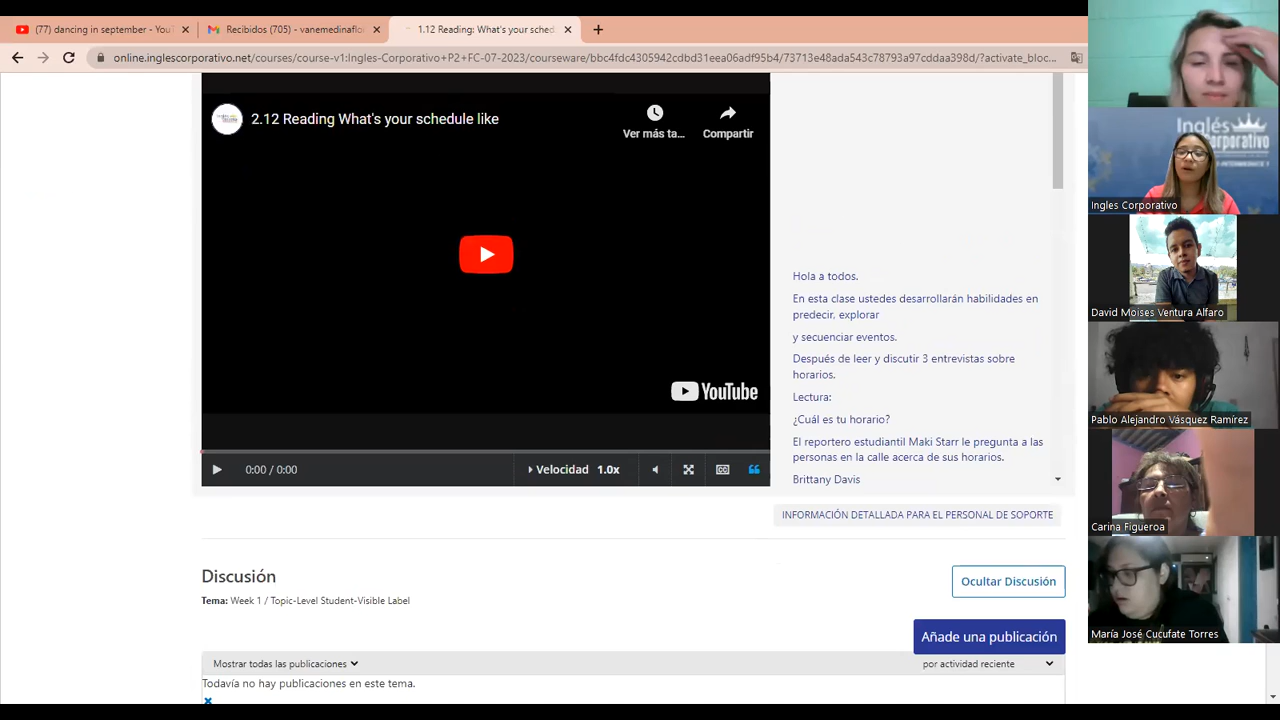 (77) dancing in september - YouT
Recibidos (705) - vanemedinaflo
1.12 Reading: What's your sched
online.inglescorporativo.net/courses/course-v1:Ingles_Corporativo+P2+FC-07-2023/courseware/bbc4fdc4305942cdbd31eea06adf95b4/73713e48ada543c78793a97cddaa398d/?activate_bloc...
2.12 Reading What's your schedule like
Ver más ta...
Compartir
YouTube
0:00 / 0:00
Velocidad 1.0x
Hola a todos.
En esta clase ustedes desarrollarán habilidades en
predecir, explorar
y secuenciar eventos.
Después de leer y discutir 3 entrevistas sobre
horarios.
Lectura:
¿Cuál es tu horario?
El reportero estudiantil Maki Starr le pregunta a las
personas en la calle acerca de sus horarios.
Brittany Davis
INFORMACIÓN DETALLADA PARA EL PERSONAL DE SOPORTE
Discusión
Ocultar Discusión
Tema: Week 1 / Topic-Level Student-Visible Label
Añade una publicación
Mostrar todas las publicaciones
por actividad reciente
Todavía no hay publicaciones en este tema.
Inglés
Corporativo
Ingles Corporativo
David Moises Ventura Alfaro
Pablo Alejandro Vásquez Ramírez
Carina Figueroa
María José Cucufate Torres